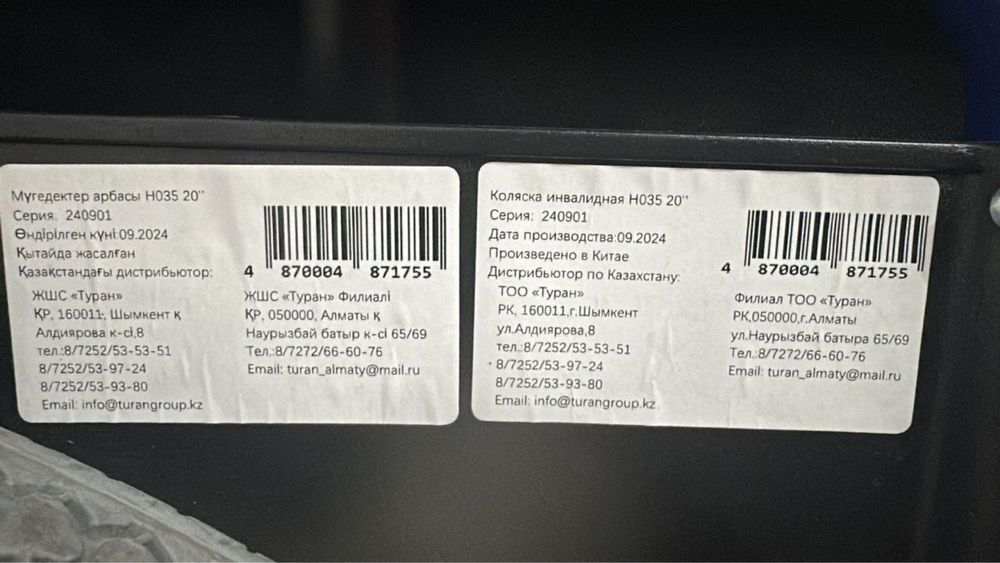 Мүгедектер арбасы Н035 20''
Серия: 240901
Өндірілген күні:09.2024
Қытайда жасалған
Қазақстандағы дистрибьютор:
4 870004 871755
ЖШС «Туран»
ҚР, 160011, Шымкент қ
Алдиярова к-сі,8
тел.:8/7252/53-53-51
8/7252/53-97-24
8/7252/53-93-80
Email: info@turangroup.kz
ЖШС «Туран» Филиалі
ҚР, 050000, Алматы қ
Наурызбай батыр к-сі 65/69
Тел.:8/7272/66-60-76
Email: turan_almaty@mail.ru
Коляска инвалидная Н035 20''
Серия: 240901
Дата производства:09.2024
Произведено в Китае
Дистрибьютор по Казахстану:
4 870004 871755
ТОО «Туран»
РК, 160011,г.Шымкент
ул.Алдиярова,8
тел.:8/7252/53-53-51
8/7252/53-97-24
8/7252/53-93-80
Email: info@turangroup.kz
Филиал ТОО «Туран»
РК,050000,г.Алматы
ул.Наурызбай батыра 65/69
Тел.:8/7272/66-60-76
Email: turan_almaty@mail.ru